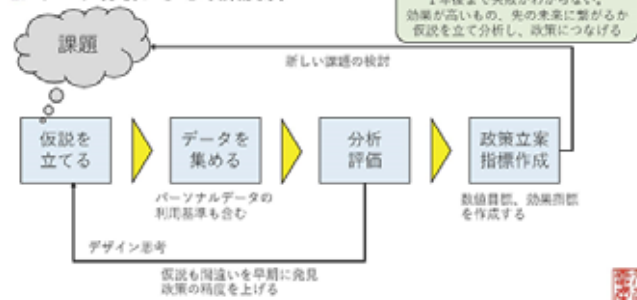 1年後まで失敗がわからない。
効果が高いもの、先の未来に繋がるか
仮説を立て分析し、政策につなげる
課題
新しい課題の検討
仮説を
立てる
データを
集める
分析
評価
政策立案
指標作成
パーソナルデータの
利用基準も含む
数値目標、効果指標
を作成する
デザイン思考
仮説も間違いを早期に発見
政策の精度を上げる